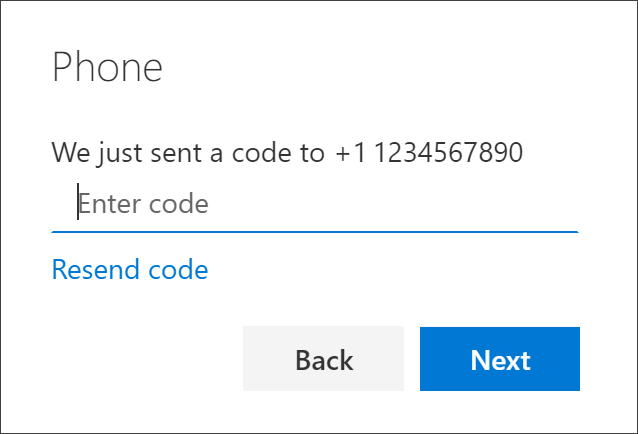 Phone
We just sent a code to +1 1234567890
Enter code
Resend code
Back
Next